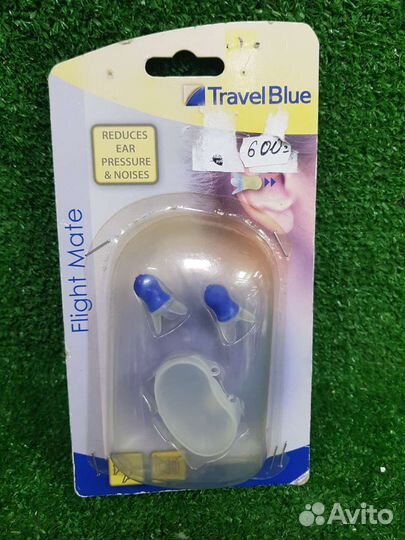 Travel Blue
REDUCES
EAR
PRESSURE
& NOISES
600=
Flight Mate
Avito